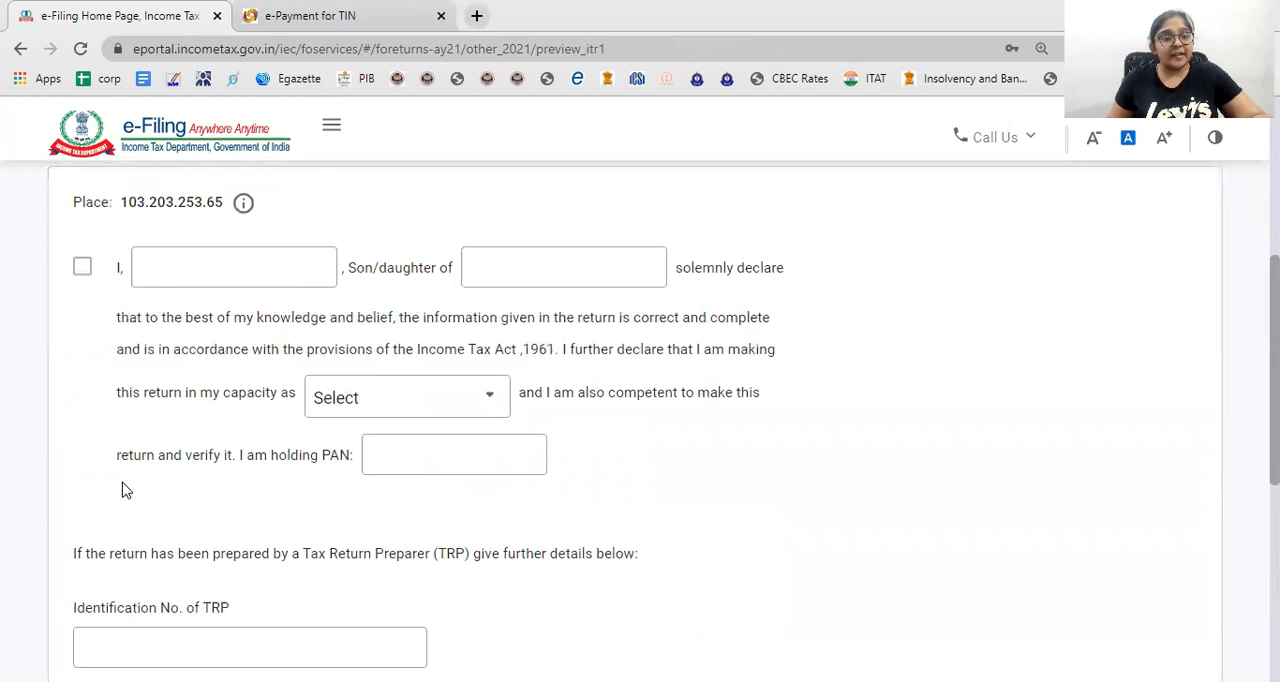 e-Filing Home Page, Income Tax
e-Payment for TIN
eportal.incometax.gov.in/iec/foservices/#/foreturns-ay21/other_2021/preview_itr1
Apps corp Egazette PIB CBEC Rates ITAT Insolvency and Ban...
e-Filing Anywhere Anytime
Income Tax Department, Government of India
Call Us A- A A+
Place: 103.203.253.65
I, , Son/daughter of solemnly declare
that to the best of my knowledge and belief, the information given in the return is correct and complete
and is in accordance with the provisions of the Income Tax Act ,1961. I further declare that I am making
this return in my capacity as Select and I am also competent to make this
return and verify it. I am holding PAN:
If the return has been prepared by a Tax Return Preparer (TRP) give further details below:
Identification No. of TRP